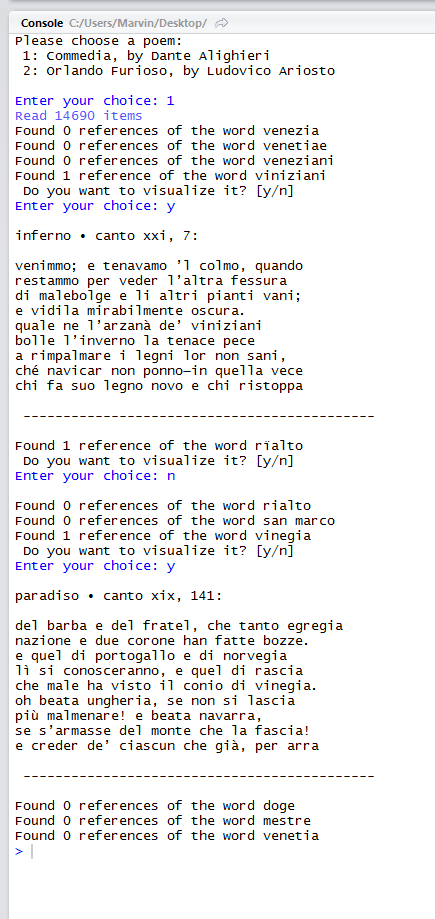 Console C:/Users/Marvin/Desktop/
Please choose a poem:
1: Commedia, by Dante Alighieri
2: Orlando Furioso, by Ludovico Ariosto
Enter your choice: 1
Read 14690 items
Found 0 references of the word venezia
Found 0 references of the word venetiae
Found 0 references of the word veneziani
Found 1 reference of the word viniziani
Do you want to visualize it? [y/n]
Enter your choice: y
inferno • canto xxi, 7:
venimmo; e tenavamo ’l colmo, quando
restammo per veder l’altra fessura
di malebolge e li altri pianti vani;
e vidila mirabilmente oscura.
quale ne l’arzanà de’ viniziani
bolle l’inverno la tenace pece
a rimpalmare i legni lor non sani,
ché navicar non ponno—in quella vece
chi fa suo legno novo e chi ristoppa
--------------------------------------------
Found 1 reference of the word rïalto
Do you want to visualize it? [y/n]
Enter your choice: n
Found 0 references of the word rialto
Found 0 references of the word san marco
Found 1 reference of the word vinegia
Do you want to visualize it? [y/n]
Enter your choice: y
paradiso • canto xix, 141:
del barba e del fratel, che tanto egregia
nazione e due corone han fatte bozze.
e quel di portogallo e di norvegia
lì si conosceranno, e quel di rascia
che male ha visto il conio di vinegia.
oh beata ungheria, se non si lascia
più malmenare! e beata navarra,
se s’armasse del monte che la fascia!
e creder de’ ciascun che già, per arra
--------------------------------------------
Found 0 references of the word doge
Found 0 references of the word mestre
Found 0 references of the word venetia
>